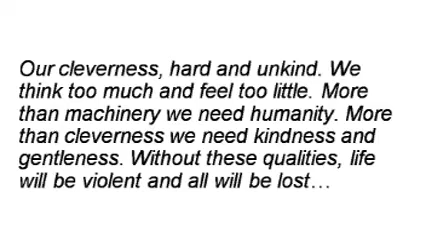 Our cleverness, hard and unkind. We
think too much and feel too little. More
than machinery we need humanity. More
than cleverness we need kindness and
gentleness. Without these qualities, life
will be violent and all will be lost…